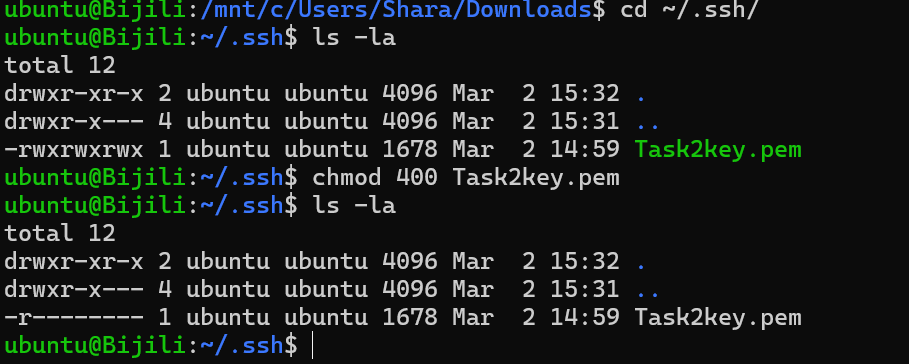 ubuntu@Bijili:/mnt/c/Users/Shara/Downloads$ cd ~/.ssh/
ubuntu@Bijili:~/.ssh$ ls -la
total 12
drwxr-xr-x 2 ubuntu ubuntu 4096 Mar  2 15:32 .
drwxr-x--- 4 ubuntu ubuntu 4096 Mar  2 15:31 ..
-rwxrwxrwx 1 ubuntu ubuntu 1678 Mar  2 14:59 Task2key.pem
ubuntu@Bijili:~/.ssh$ chmod 400 Task2key.pem
ubuntu@Bijili:~/.ssh$ ls -la
total 12
drwxr-xr-x 2 ubuntu ubuntu 4096 Mar  2 15:32 .
drwxr-x--- 4 ubuntu ubuntu 4096 Mar  2 15:31 ..
-r-------- 1 ubuntu ubuntu 1678 Mar  2 14:59 Task2key.pem
ubuntu@Bijili:~/.ssh$